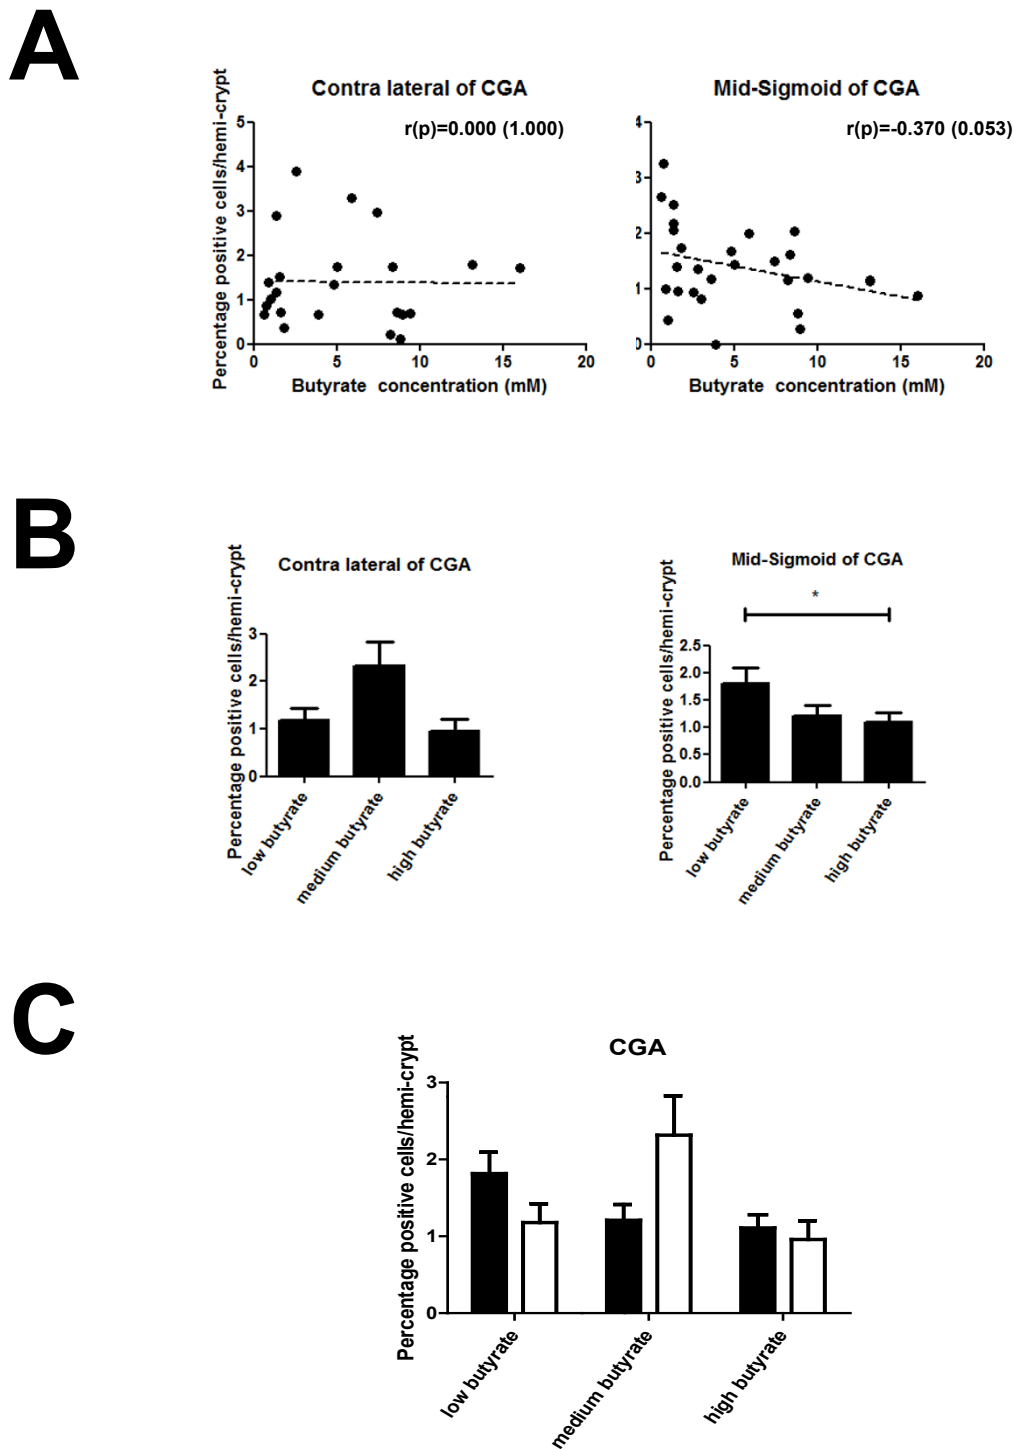 A
Contra lateral of CGA
r(p)=0.000 (1.000)
Percentage positive cells/hemi-crypt
5
4
3
2
1
0
0 5 10 15 20
Butyrate concentration (mM)
Mid-Sigmoid of CGA
r(p)=-0.370 (0.053)
4
3
2
1
0
0 5 10 15 20
Butyrate concentration (mM)
B
Contra lateral of CGA
Percentage positive cells/hemi-crypt
3
2
1
0
low butyrate
medium butyrate
high butyrate
Mid-Sigmoid of CGA
*
Percentage positive cells/hemi-crypt
2.5
2.0
1.5
1.0
0.5
0.0
low butyrate
medium butyrate
high butyrate
C
CGA
Percentage positive cells/hemi-crypt
3
2
1
0
low butyrate
medium butyrate
high butyrate